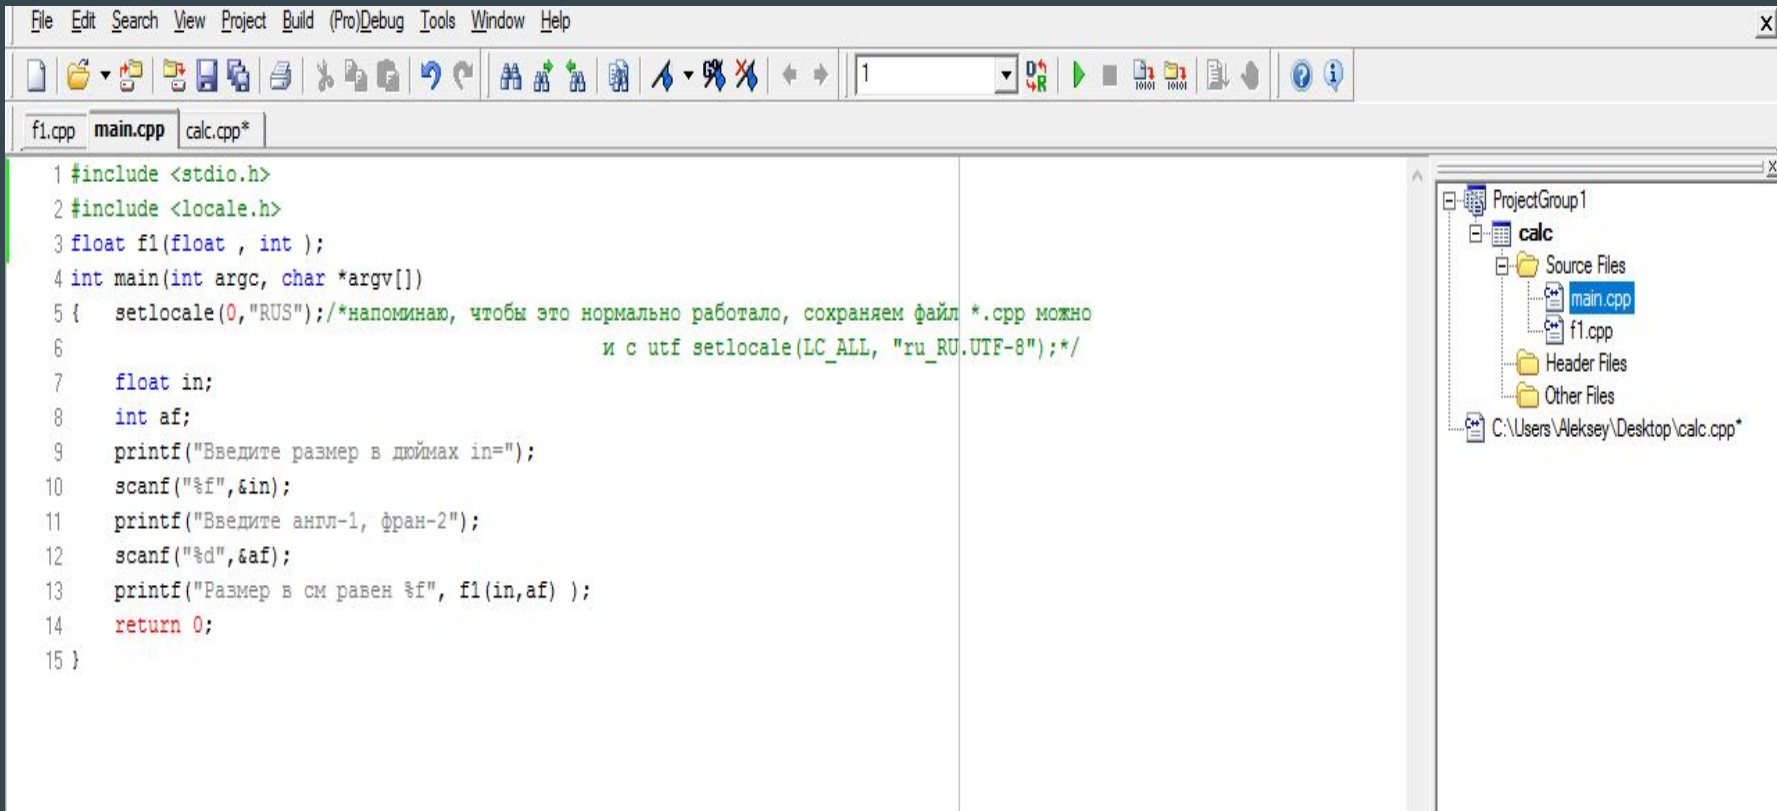 File Edit Search View Project Build (Pro)Debug Tools Window Help
1
f1.cpp main.cpp calc.cpp*
1 #include <stdio.h>
2 #include <locale.h>
3 float f1(float , int );
4 int main(int argc, char *argv[])
5 { setlocale(0,"RUS");/*напоминаю, чтобы это нормально работало, сохраняем файл *.cpp можно
6 и с utf setlocale(LC_ALL, "ru_RU.UTF-8");*/
7 float in;
8 int af;
9 printf("Введите размер в дюймах in=");
10 scanf("%f",&in);
11 printf("Введите англ-1, фран-2");
12 scanf("%d",&af);
13 printf("Размер в см равен %f", f1(in,af) );
14 return 0;
15 }
ProjectGroup1
calc
Source Files
main.cpp
f1.cpp
Header Files
Other Files
C:\Users\Aleksey\Desktop\calc.cpp*